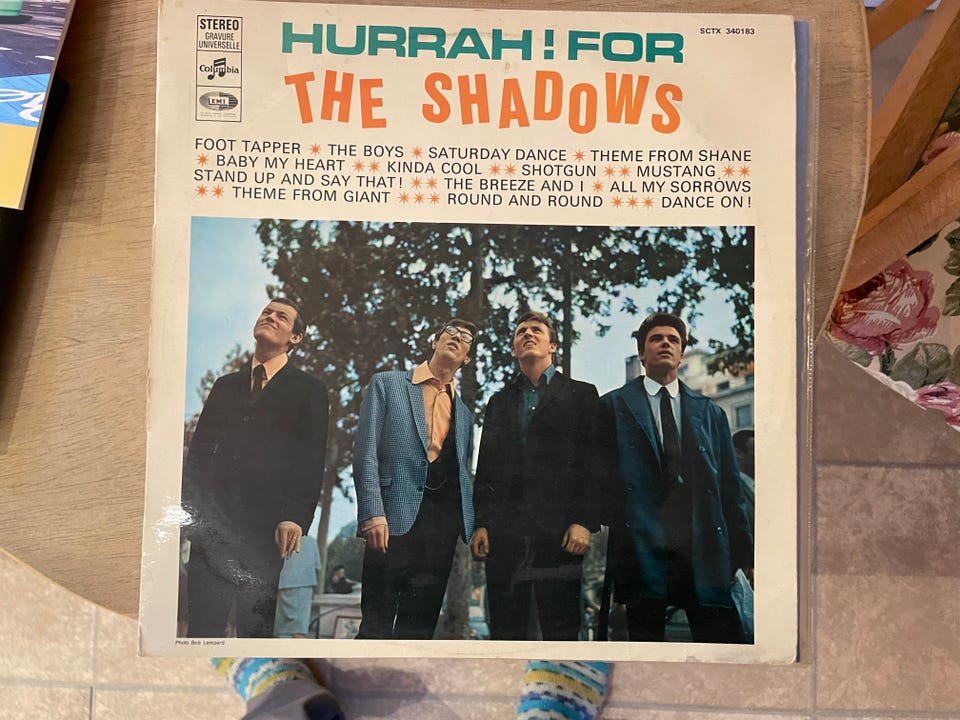 STEREO
GRAVURE
UNIVERSELLE
Columbia
EMI
SCTX 340183
HURRAH! FOR
THE SHADOWS
FOOT TAPPER ✶ THE BOYS ✶ SATURDAY DANCE ✶ THEME FROM SHANE
✶ BABY MY HEART ✶✶ KINDA COOL ✶✶ SHOTGUN ✶✶ MUSTANG ✶✶
STAND UP AND SAY THAT! ✶✶ THE BREEZE AND I ✶ ALL MY SORROWS
✶✶ THEME FROM GIANT ✶✶✶ ROUND AND ROUND ✶✶✶ DANCE ON!
Photo Bob Lampard